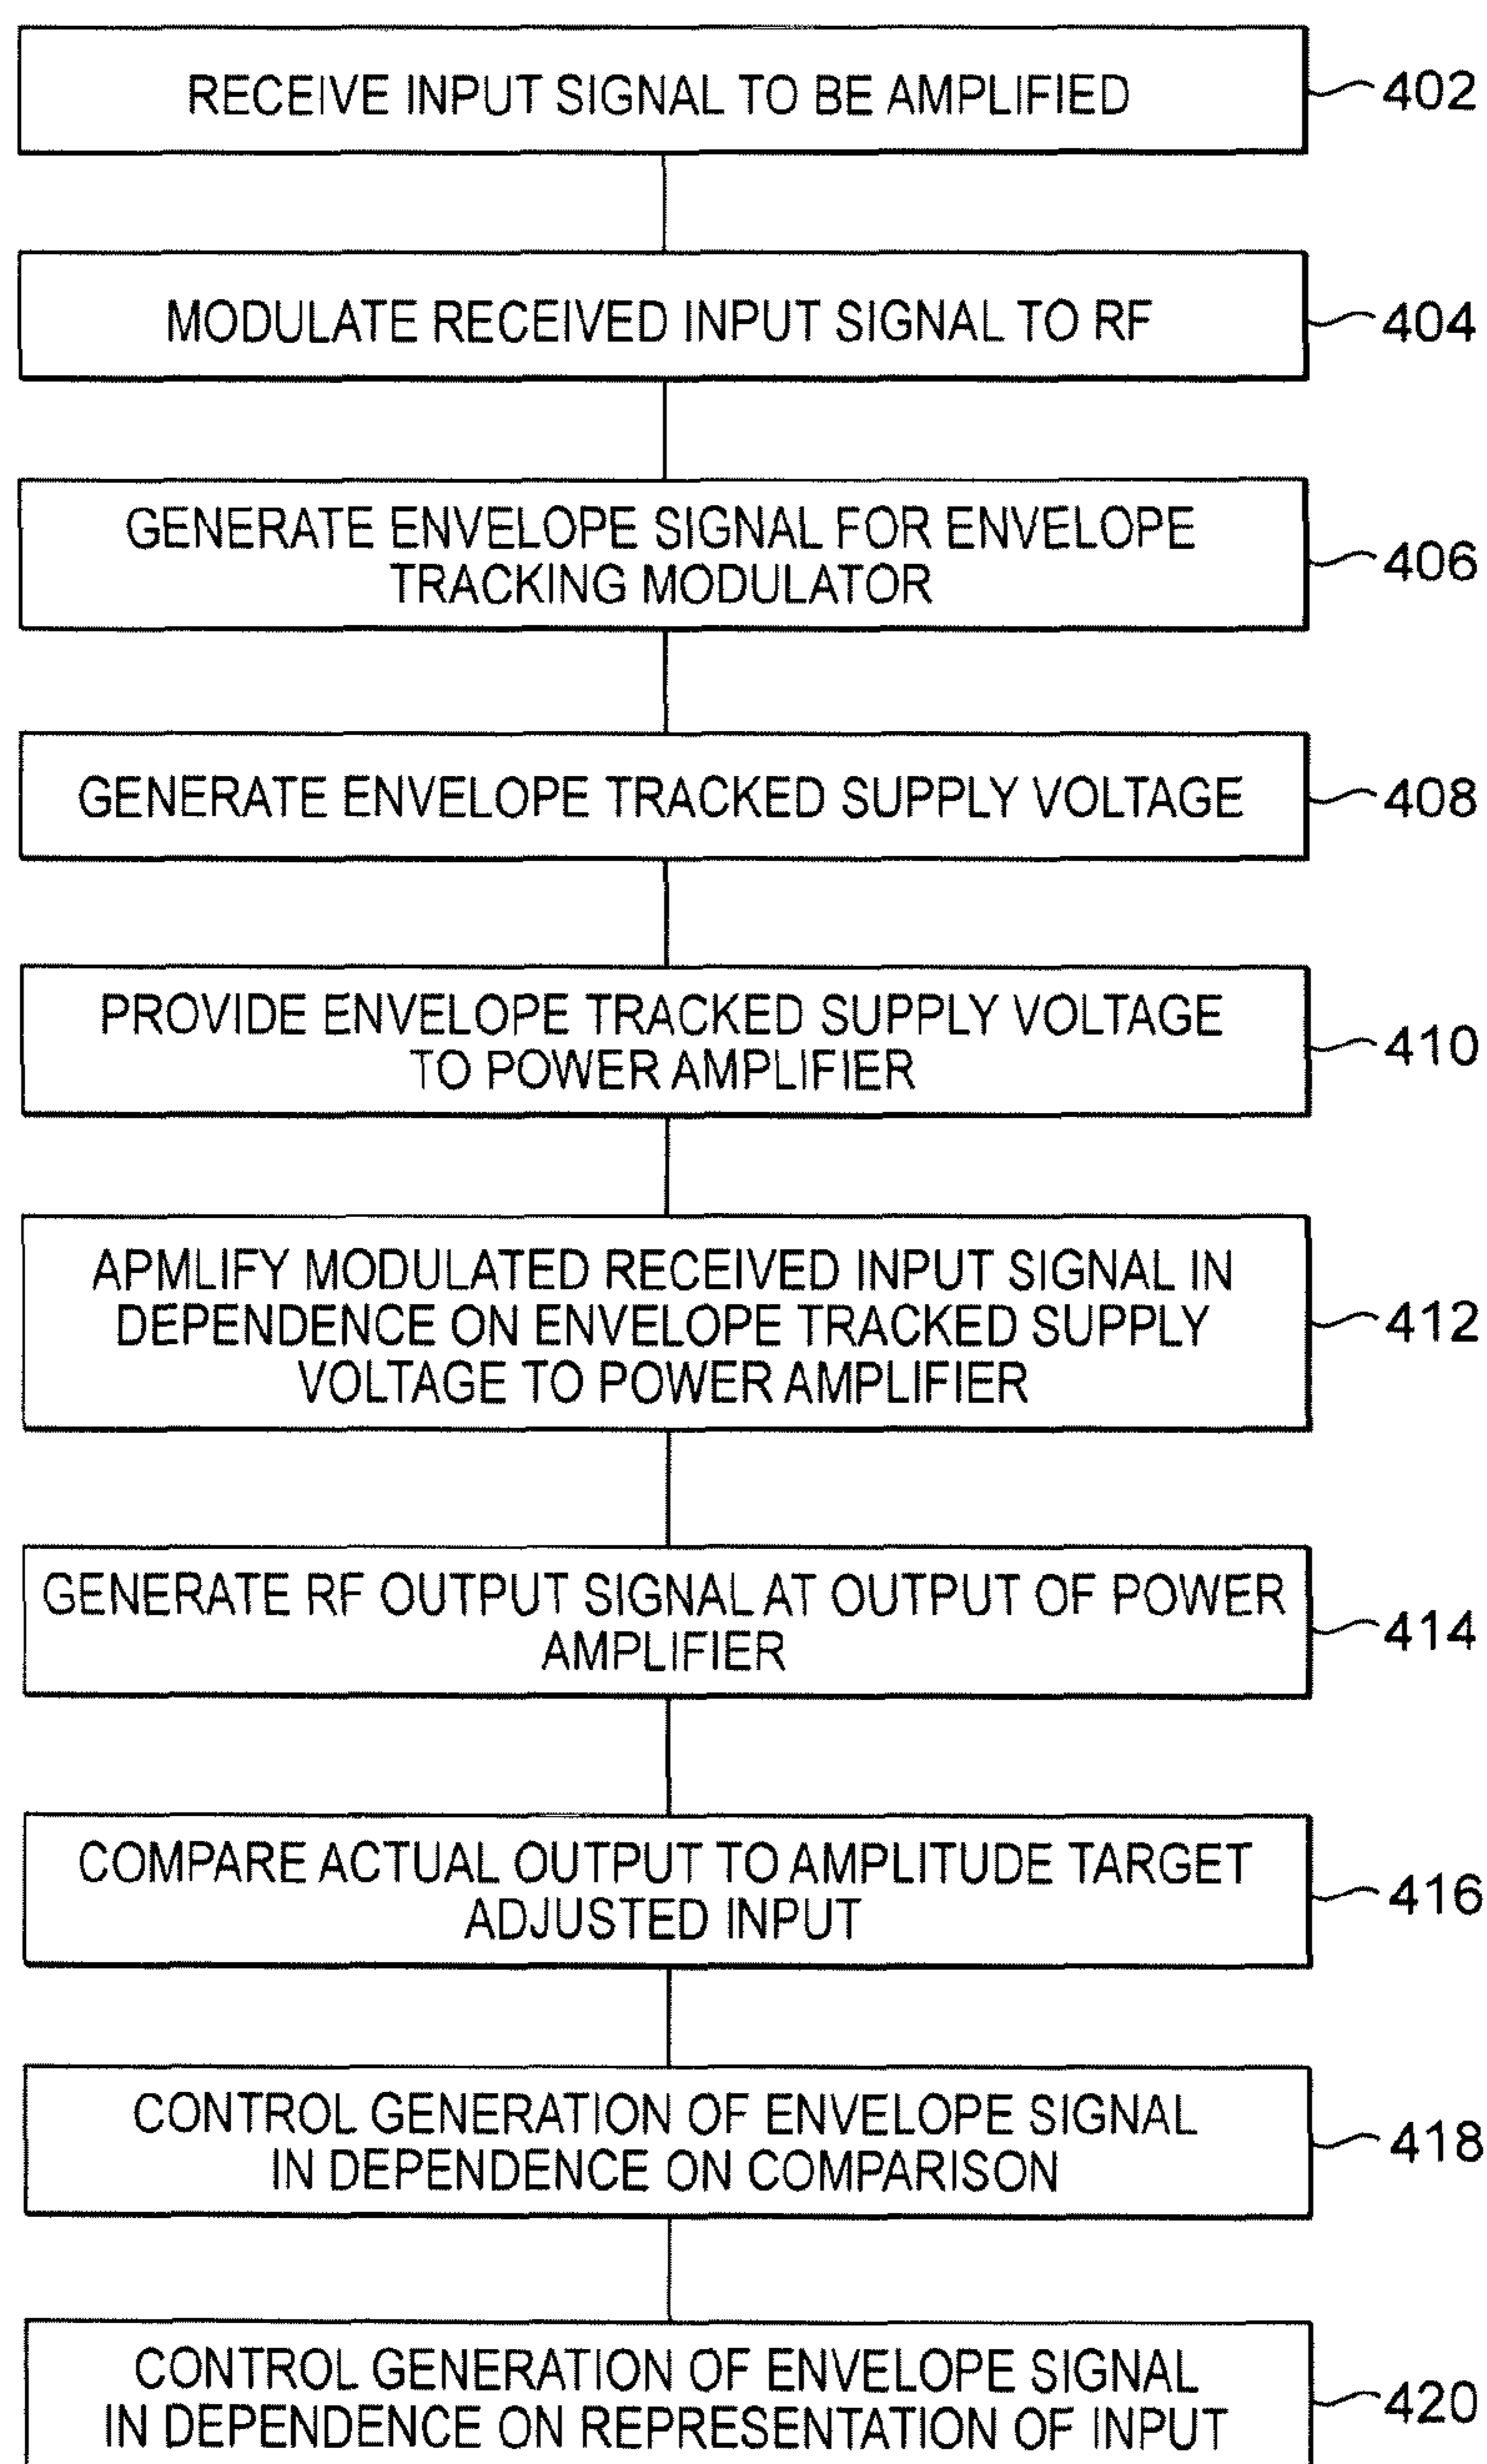 RECEIVE INPUT SIGNAL TO BE AMPLIFIED
402
MODULATE RECEIVED INPUT SIGNAL TO RF
404
GENERATE ENVELOPE SIGNAL FOR ENVELOPE
TRACKING MODULATOR
406
GENERATE ENVELOPE TRACKED SUPPLY VOLTAGE
408
PROVIDE ENVELOPE TRACKED SUPPLY VOLTAGE
TO POWER AMPLIFIER
410
APMLIFY MODULATED RECEIVED INPUT SIGNAL IN
DEPENDENCE ON ENVELOPE TRACKED SUPPLY
VOLTAGE TO POWER AMPLIFIER
412
GENERATE RF OUTPUT SIGNAL AT OUTPUT OF POWER
AMPLIFIER
414
COMPARE ACTUAL OUTPUT TO AMPLITUDE TARGET
ADJUSTED INPUT
416
CONTROL GENERATION OF ENVELOPE SIGNAL
IN DEPENDENCE ON COMPARISON
418
CONTROL GENERATION OF ENVELOPE SIGNAL
IN DEPENDENCE ON REPRESENTATION OF INPUT
420